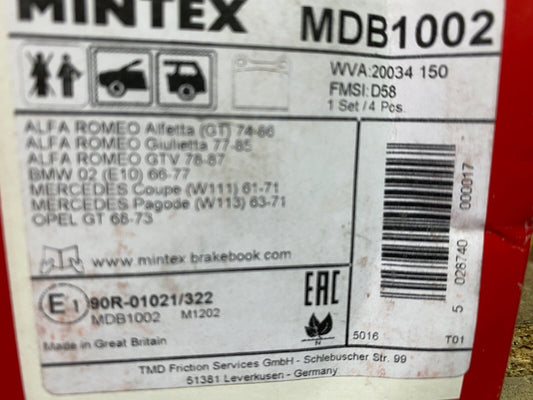 MINTEX
MDB1002
WVA:20034 150
FMSI:D58
1 Set/4 Pcs.
ALFA ROMEO Alfetta (GT) 74-86
ALFA ROMEO Giulietta 77-85
ALFA ROMEO GTV 78-87
BMW 02 (E10) 66-77
MERCEDES Coupe (W111) 61-71
MERCEDES Pagode (W113) 63-71
OPEL GT 68-73
www.mintex brakebook.com
E1 90R-01021/322
MDB1002 M1202
Made in Great Britain
EAC
N
5 028740 000817
5016 T01
TMD Friction Services GmbH - Schlebuscher Str. 99
51381 Leverkusen - Germany